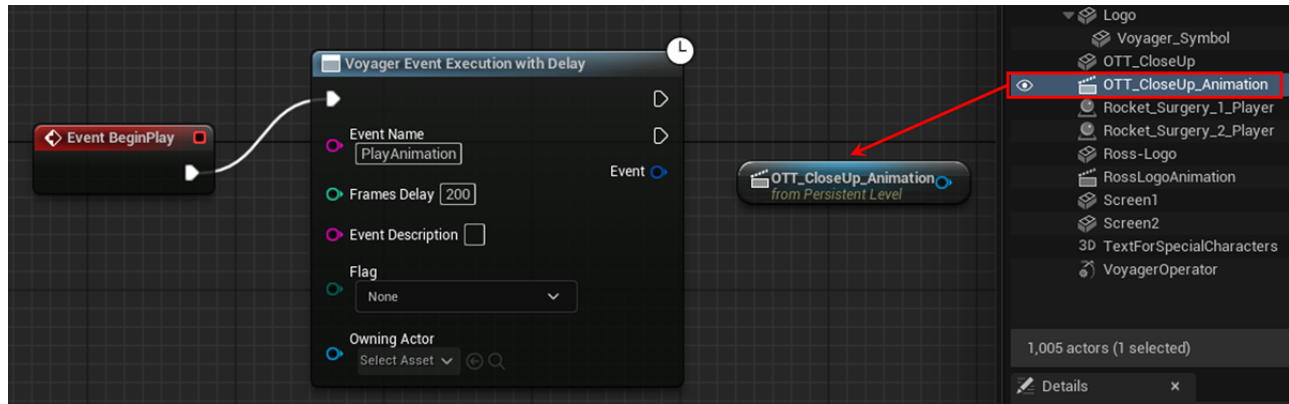 Event BeginPlay
Voyager Event Execution with Delay
Event Name
PlayAnimation
Event
Frames Delay 200
Event Description
Flag
None
Owning Actor
Select Asset
OTT_CloseUp_Animation
from Persistent Level
Logo
Voyager_Symbol
OTT_CloseUp
OTT_CloseUp_Animation
Rocket_Surgery_1_Player
Rocket_Surgery_2_Player
Ross-Logo
RossLogoAnimation
Screen1
Screen2
3D TextForSpecialCharacters
VoyagerOperator
1,005 actors (1 selected)
Details